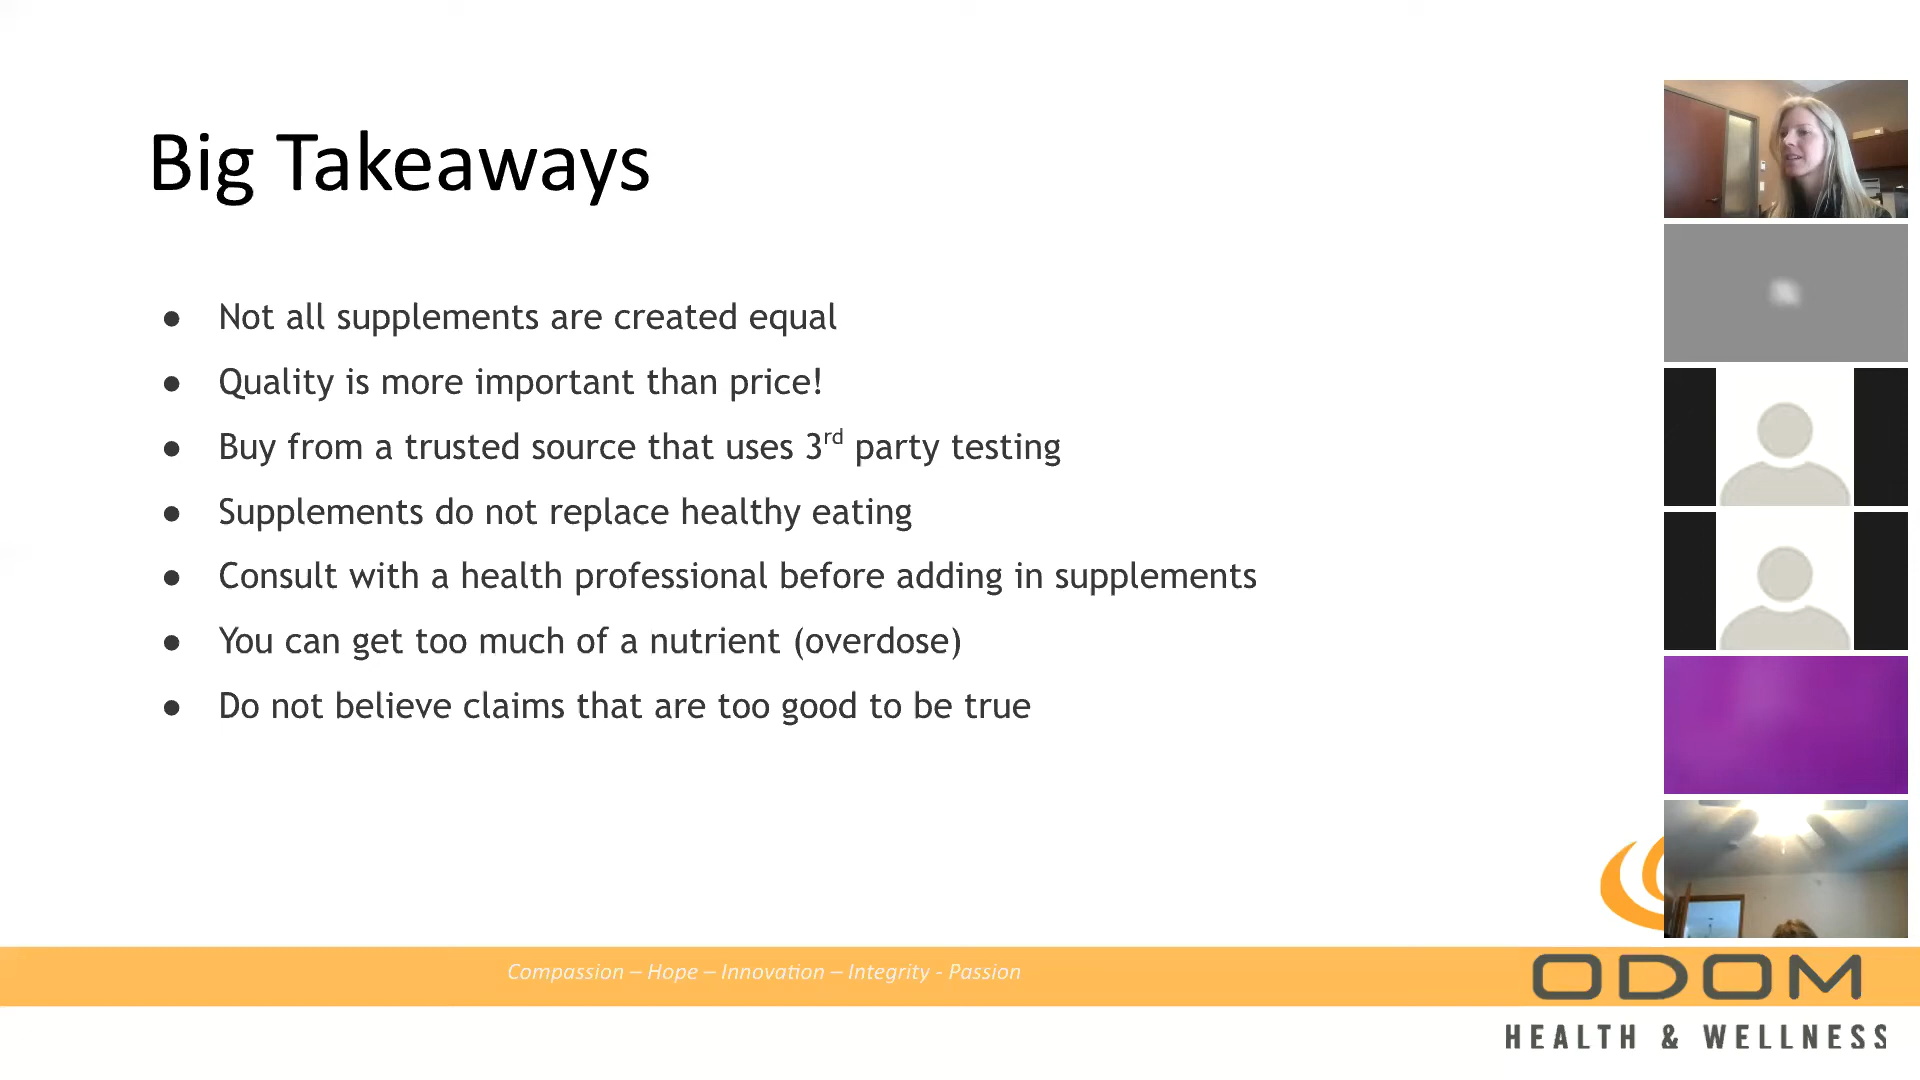 Big Takeaways
● Not all supplements are created equal
● Quality is more important than price!
● Buy from a trusted source that uses 3rd party testing
● Supplements do not replace healthy eating
● Consult with a health professional before adding in supplements
● You can get too much of a nutrient (overdose)
● Do not believe claims that are too good to be true
Compassion – Hope – Innovation – Integrity - Passion
ODOM
HEALTH & WELLNESS